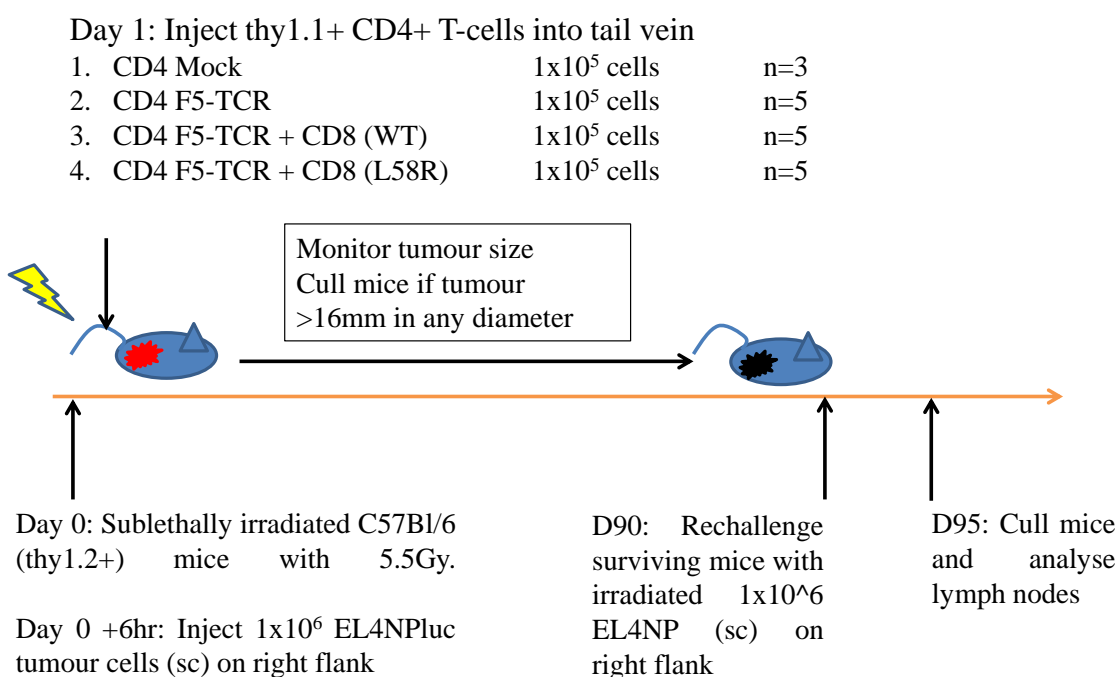 Day 1: Inject thy1.1+ CD4+ T-cells into tail vein
1. CD4 Mock 1x10⁵ cells n=3
2. CD4 F5-TCR 1x10⁵ cells n=5
3. CD4 F5-TCR + CD8 (WT) 1x10⁵ cells n=5
4. CD4 F5-TCR + CD8 (L58R) 1x10⁵ cells n=5
Monitor tumour size
Cull mice if tumour
>16mm in any diameter
Day 0: Sublethally irradiated C57Bl/6
(thy1.2+) mice with 5.5Gy.
Day 0 +6hr: Inject 1x10⁶ EL4NPluc
tumour cells (sc) on right flank
D90: Rechallenge
surviving mice with
irradiated 1x10^6
EL4NP (sc) on
right flank
D95: Cull mice
and analyse
lymph nodes